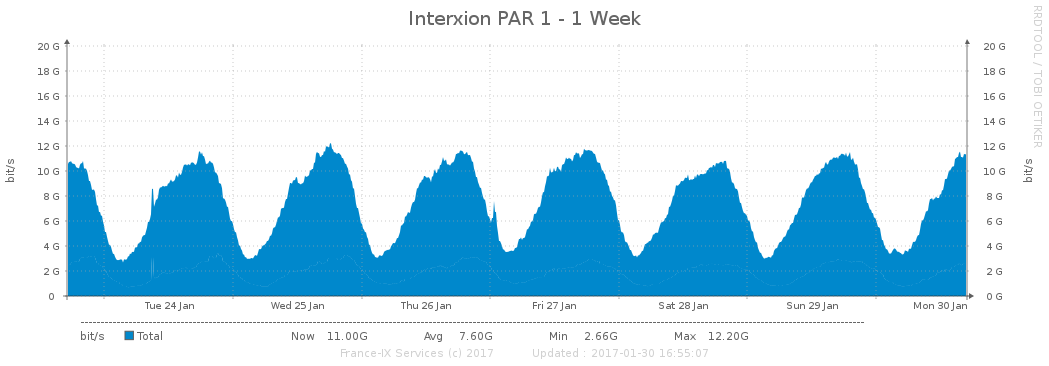 Interxion PAR 1 - 1 Week
RRDTOOL / TOBI OETIKER
20 G 20 G
18 G 18 G
16 G 16 G
14 G 14 G
12 G 12 G
10 G 10 G
8 G 8 G
6 G 6 G
4 G 4 G
2 G 2 G
0 0 G
bit/s
bit/s
Tue 24 Jan Wed 25 Jan Thu 26 Jan Fri 27 Jan Sat 28 Jan Sun 29 Jan Mon 30 Jan
bit/s Total Now 11.00G Avg 7.60G Min 2.66G Max 12.20G
France-IX Services (c) 2017 Updated : 2017-01-30 16:55:07